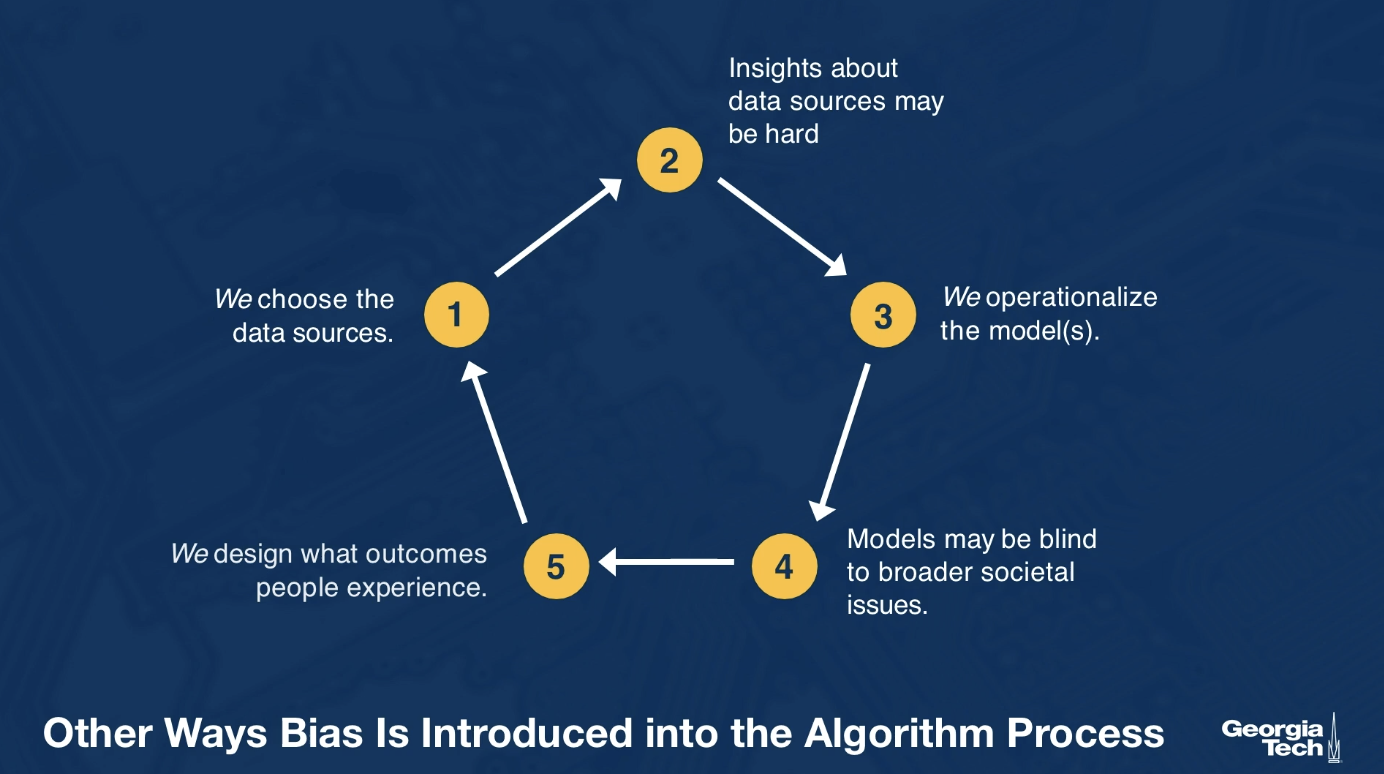 Insights about
data sources may
be hard
2
We choose the
data sources.
1
3
We operationalize
the model(s).
We design what outcomes
people experience.
5
4
Models may be blind
to broader societal
issues.
Other Ways Bias Is Introduced into the Algorithm Process
Georgia
Tech